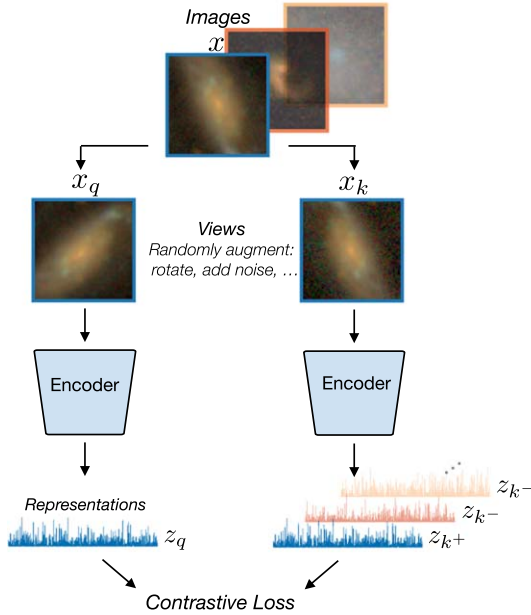 Images
x
x_q
x_k
Views
Randomly augment:
rotate, add noise, ...
Encoder
Encoder
Representations
z_q
z_k-
z_k-
z_k+
Contrastive Loss